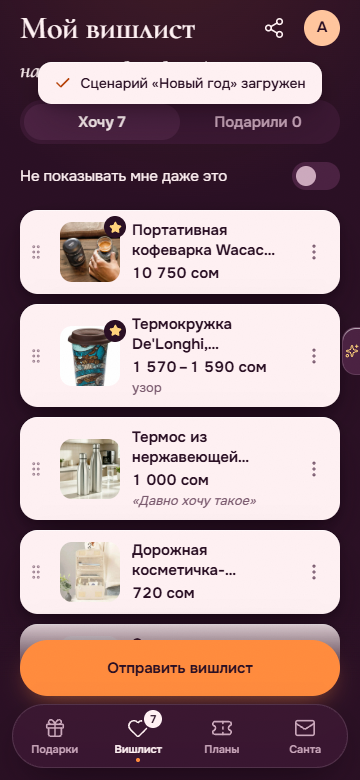 Мой вишлист
А
на
Сценарий «Новый год» загружен
Хочу 7
Подарили 0
Не показывать мне даже это
Портативная
кофеварка Wacac...
10 750 сом
Термокружка
De'Longhi,...
1 570 – 1 590 сом
узор
Термос из
нержавеющей...
1 000 сом
«Давно хочу такое»
Дорожная
косметичка-...
720 сом
Отправить вишлист
7
Подарки
Вишлист
Планы
Санта